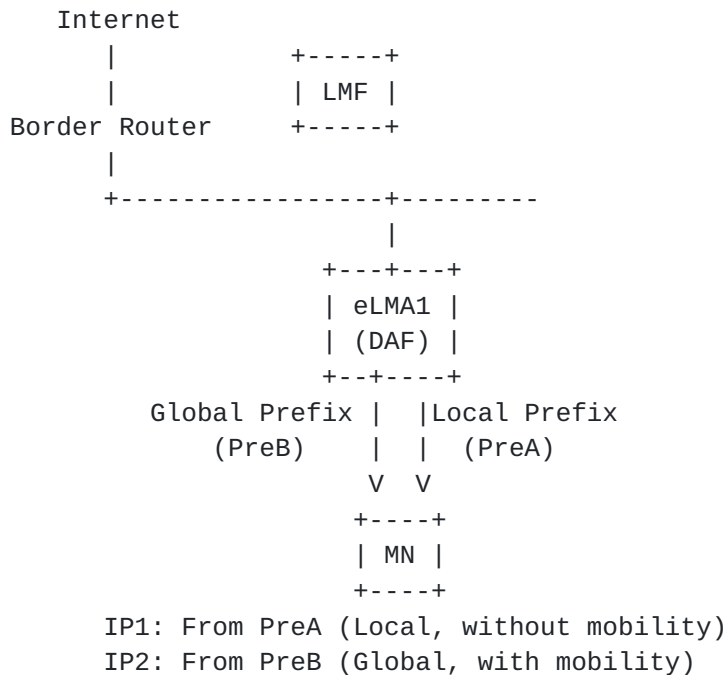 Internet
LMF
Border Router
eLMA1
(DAF)
Global Prefix Local Prefix
(PreB) (PreA)
V V
MN
IP1: From PreA (Local, without mobility)
IP2: From PreB (Global, with mobility)